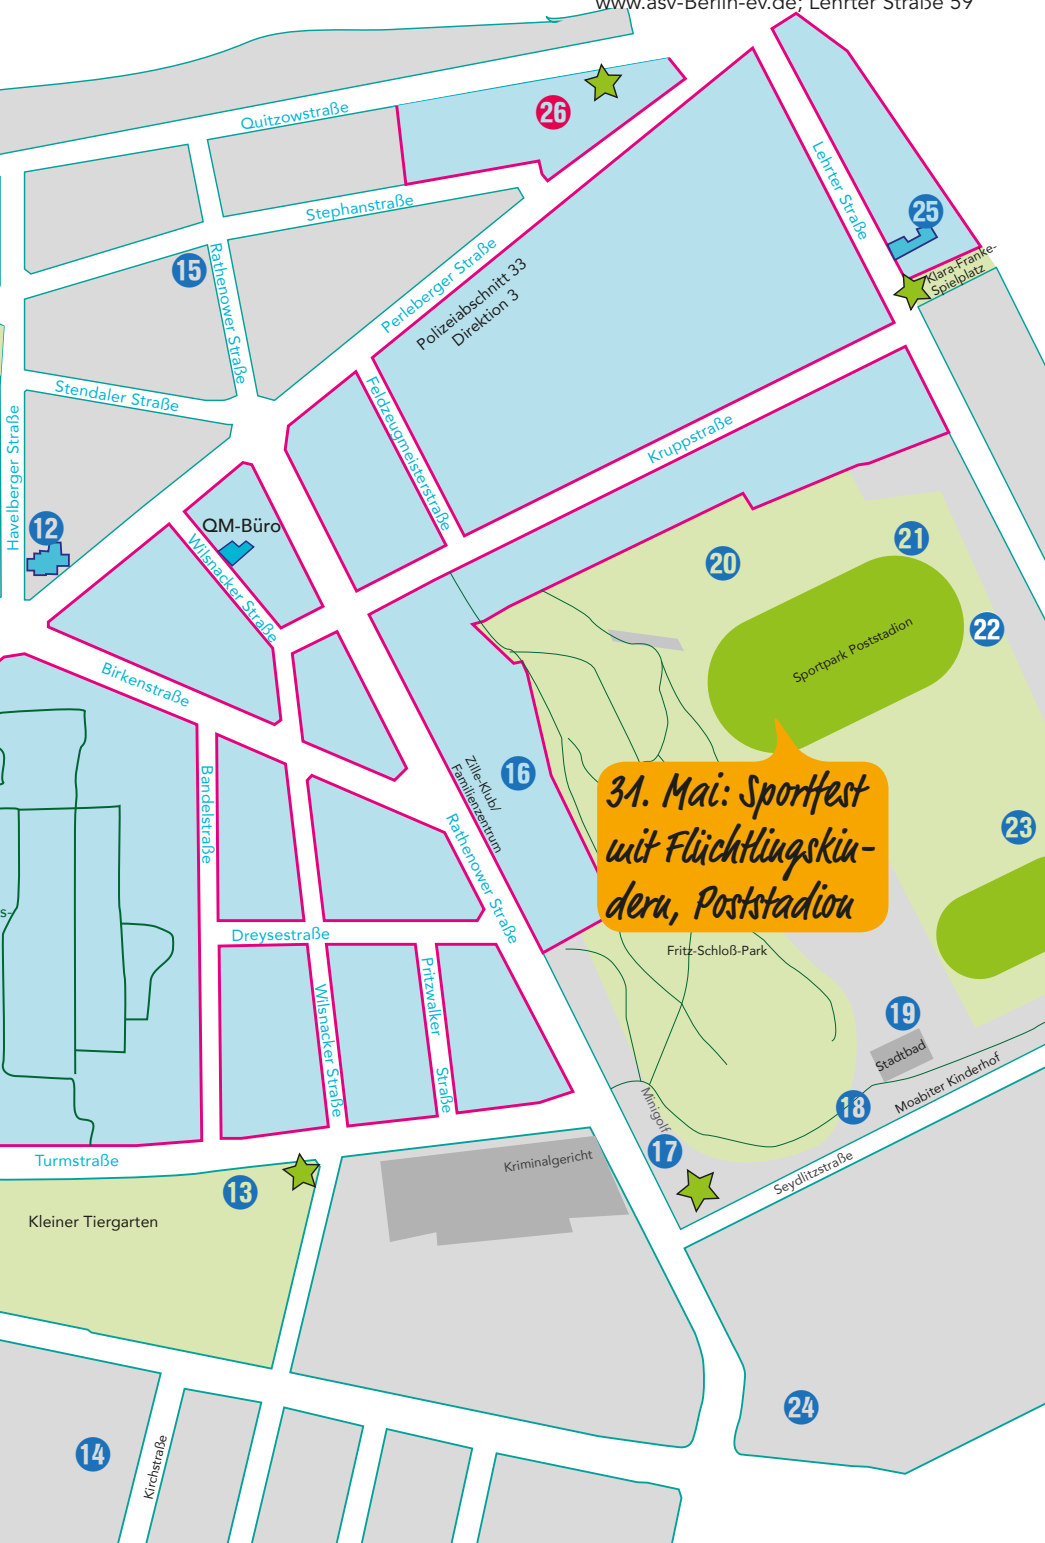 www.asv-Berlin-ev.de; Lehrter Straße 59
26
Quitzowstraße
Lehrter Straße
Stephanstraße
25
15
Rathenower Straße
Perleberger Straße
Polizeiabschnitt 33
Direktion 3
Klara-Franke-
Spielplatz
Stendaler Straße
Feldzeugmeisterstraße
Kruppstraße
Havelberger Straße
12
QM-Büro
Wilsnacker Straße
20
21
22
Sportpark Poststadion
Birkenstraße
Bandelstraße
Zille-Klub/
Familienzentrum
16
31. Mai: Sportfest
mit Flüchtlingskin-
dern, Poststadion
23
Rathenower Straße
s-
Dreysestraße
Fritz-Schloß-Park
Wilsnacker Straße
Pritzwalker
Straße
19
Stadtbad
Moabiter Kinderhof
18
Minigolf
17
Turmstraße
Kriminalgericht
Seydlitzstraße
13
Kleiner Tiergarten
24
14
Kirchstraße